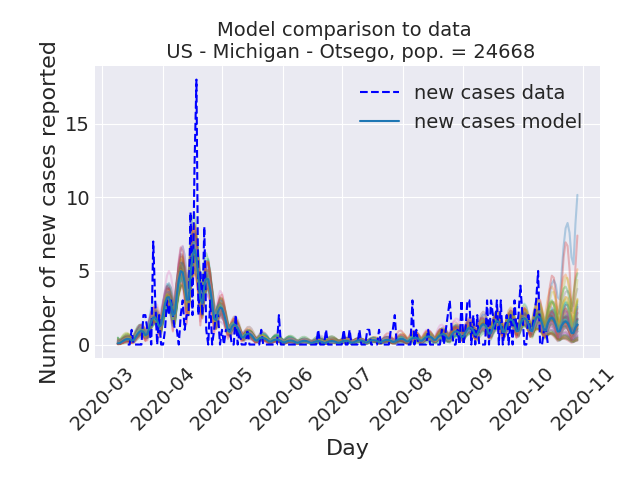 Model comparison to data
US - Michigan - Otsego, pop. = 24668
new cases data
new cases model
Number of new cases reported
15
10
5
0
2020-03
2020-04
2020-05
2020-06
2020-07
2020-08
2020-09
2020-10
2020-11
Day